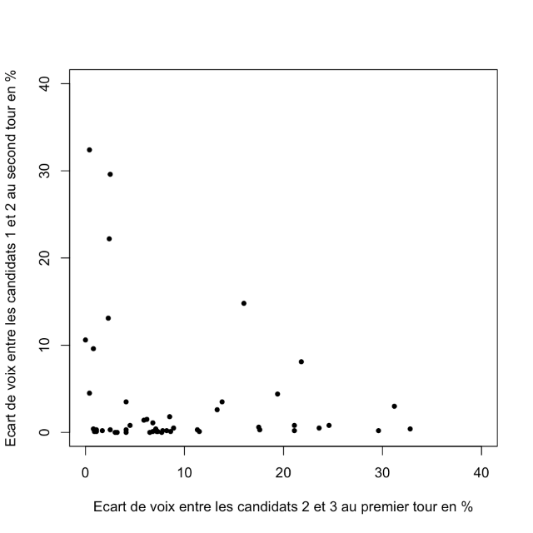 Ecart de voix entre les candidats 1 et 2 au second tour en %
40
30
20
10
0
0 10 20 30 40
Ecart de voix entre les candidats 2 et 3 au premier tour en %